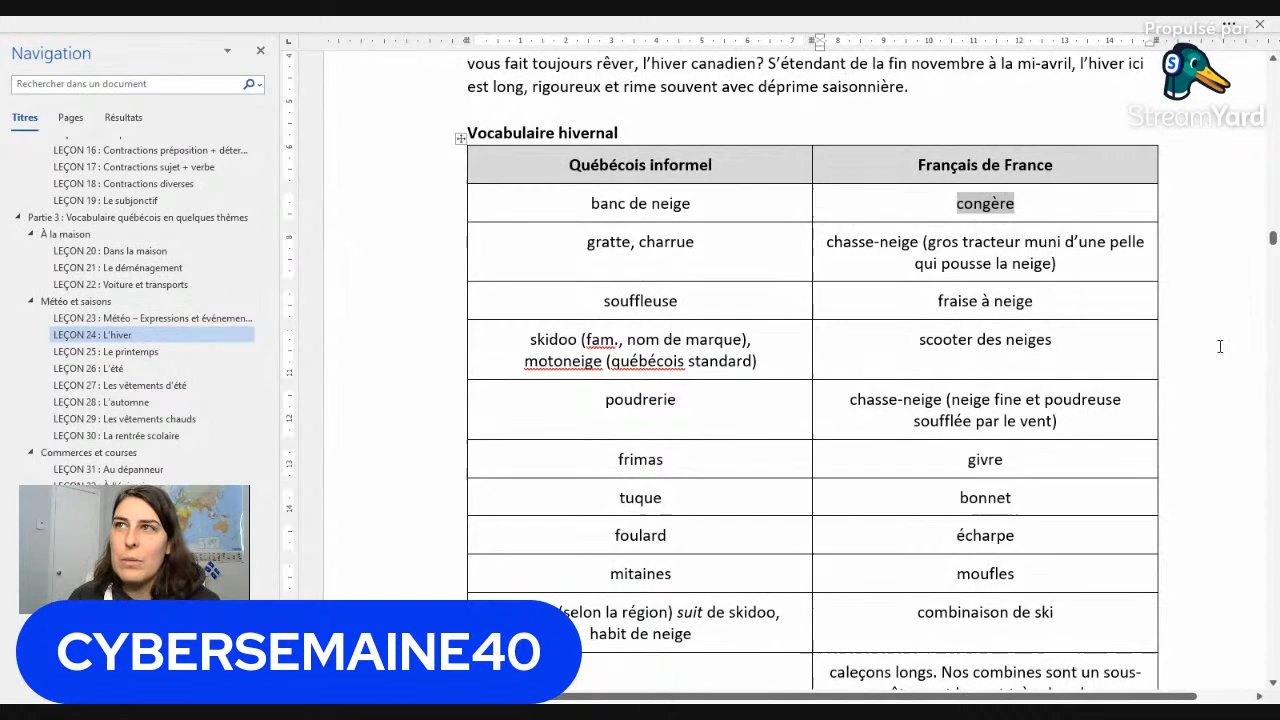 Propulsé par
StreamYard
Navigation
Rechercher dans un document
Titres
Pages
Résultats
LEÇON 16 : Contractions préposition + déter...
LEÇON 17 : Contractions sujet + verbe
LEÇON 18 : Contractions diverses
LEÇON 19 : Le subjonctif
Partie 3 : Vocabulaire québécois en quelques thèmes
À la maison
LEÇON 20 : Dans la maison
LEÇON 21 : Le déménagement
LEÇON 22 : Voiture et transports
Météo et saisons
LEÇON 23 : Météo – Expressions et événemen...
LEÇON 24 : L'hiver
LEÇON 25 : Le printemps
LEÇON 26 : L'été
LEÇON 27 : Les vêtements d'été
LEÇON 28 : L'automne
LEÇON 29 : Les vêtements chauds
LEÇON 30 : La rentrée scolaire
Commerces et courses
LEÇON 31 : Au dépanneur
vous fait toujours rêver, l'hiver canadien? S'étendant de la fin novembre à la mi-avril, l'hiver ici
est long, rigoureux et rime souvent avec déprime saisonnière.
Vocabulaire hivernal
Québécois informel
Français de France
banc de neige
congère
gratte, charrue
chasse-neige (gros tracteur muni d'une pelle
qui pousse la neige)
souffleuse
fraise à neige
skidoo (fam., nom de marque),
motoneige (québécois standard)
scooter des neiges
poudrerie
chasse-neige (neige fine et poudreuse
soufflée par le vent)
frimas
givre
tuque
bonnet
foulard
écharpe
mitaines
moufles
(selon la région) suit de skidoo,
habit de neige
combinaison de ski
caleçons longs. Nos combines sont un sous-
CYBERSEMAINE40